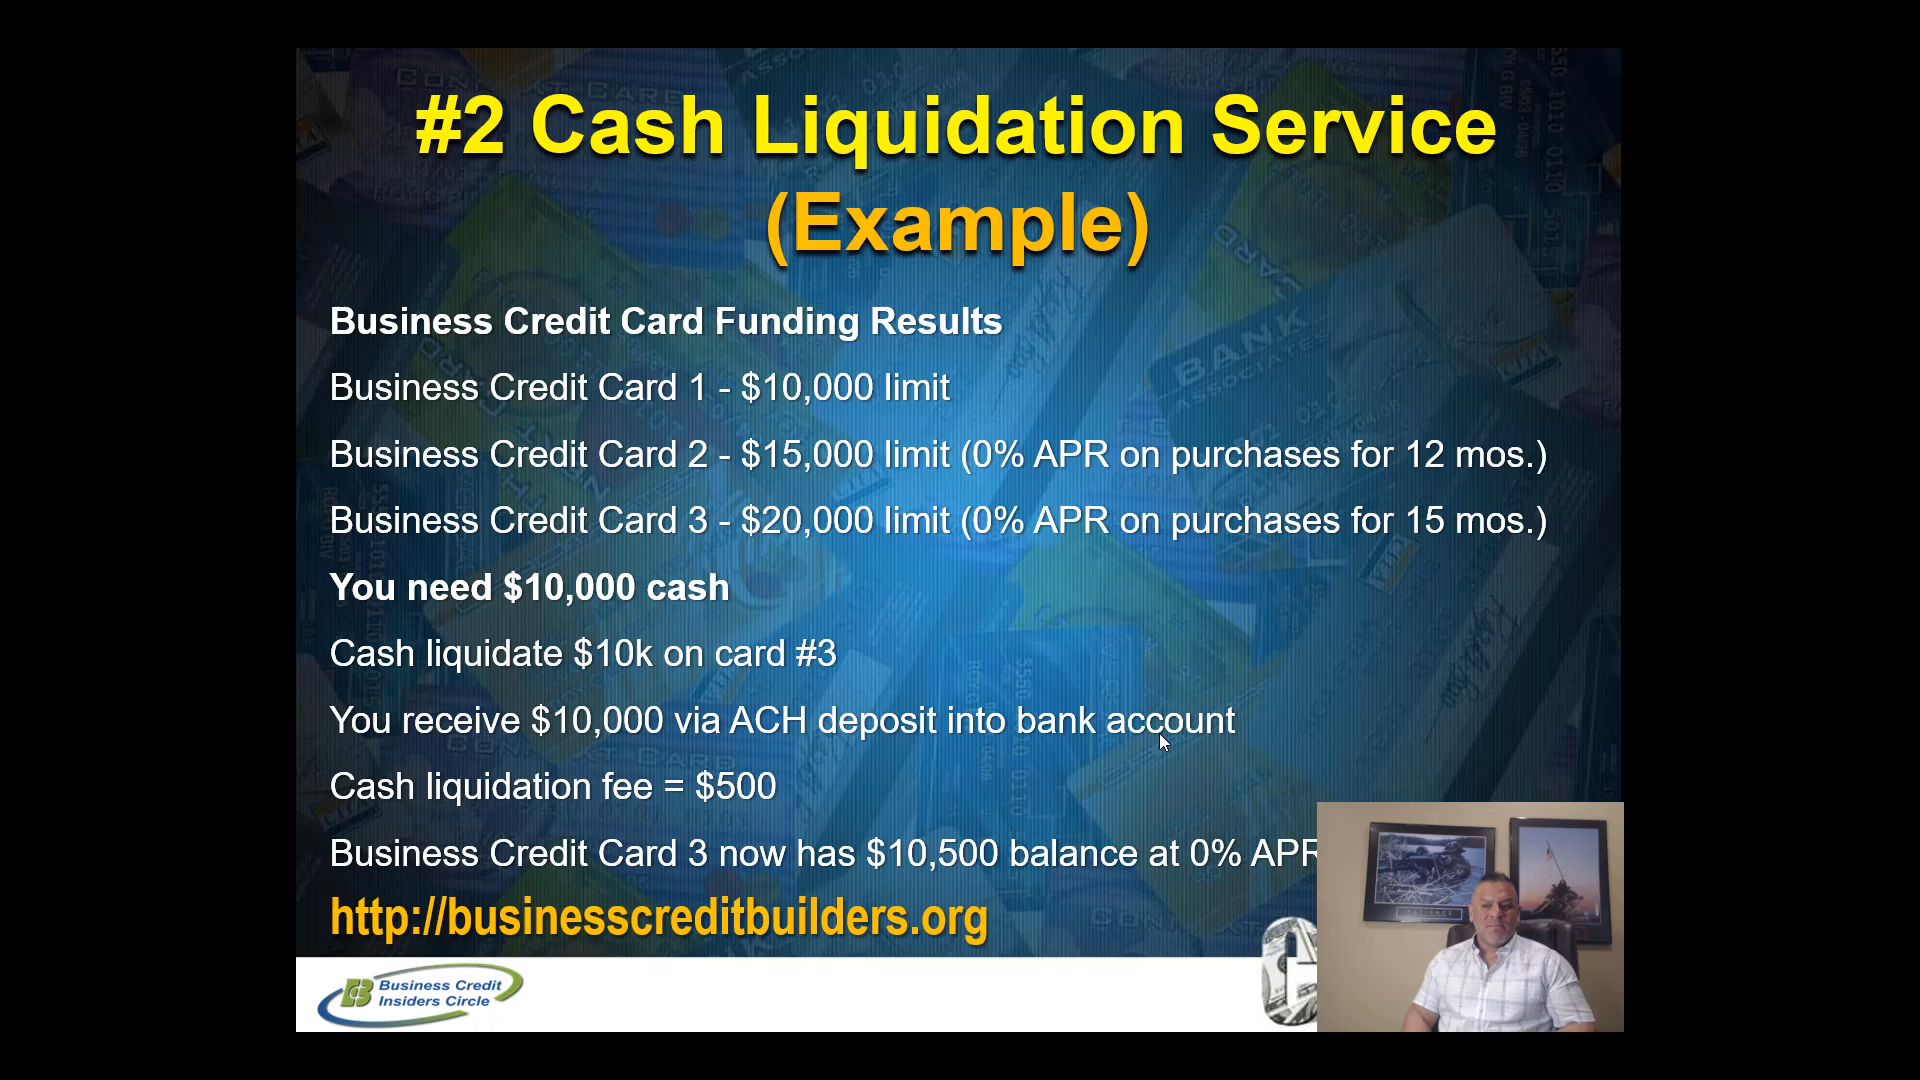 #2 Cash Liquidation Service
(Example)
Business Credit Card Funding Results
Business Credit Card 1 - $10,000 limit
Business Credit Card 2 - $15,000 limit (0% APR on purchases for 12 mos.)
Business Credit Card 3 - $20,000 limit (0% APR on purchases for 15 mos.)
You need $10,000 cash
Cash liquidate $10k on card #3
You receive $10,000 via ACH deposit into bank account
Cash liquidation fee = $500
Business Credit Card 3 now has $10,500 balance at 0% APR
http://businesscreditbuilders.org
Business Credit
Insiders Circle
BANK
ASSOCIATES
PATIENCE